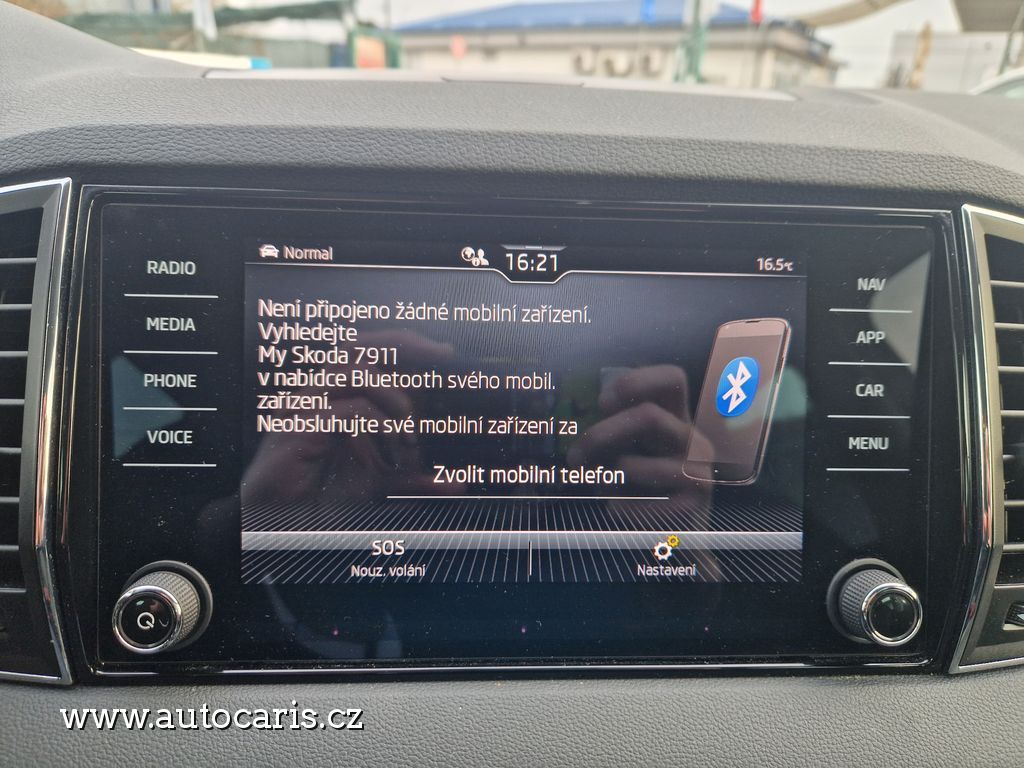 Normal
16:21
16.5°C
RADIO
MEDIA
PHONE
VOICE
Není připojeno žádné mobilní zařízení.
Vyhledejte
My Skoda 7911
v nabídce Bluetooth svého mobil.
zařízení.
Neobsluhujte své mobilní zařízení za
Zvolit mobilní telefon
SOS
Nouz. volání
Nastavení
NAV
APP
CAR
MENU
www.autocaris.cz